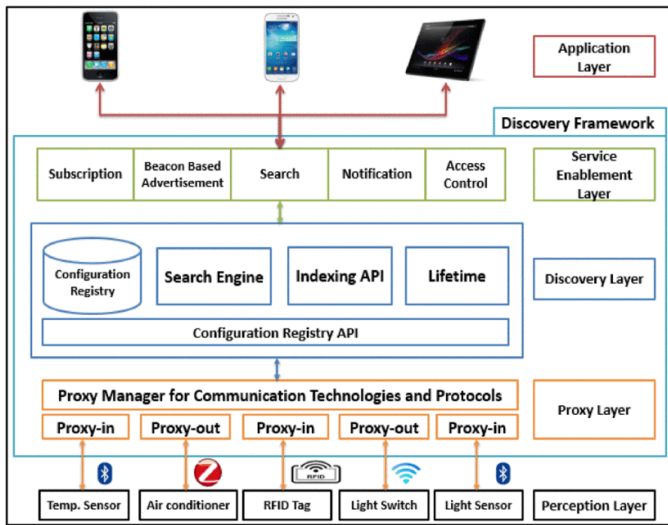 Application
Layer
Discovery Framework
Subscription
Beacon Based
Advertisement
Search
Notification
Access
Control
Service
Enablement
Layer
Configuration
Registry
Search Engine
Indexing API
Lifetime
Discovery Layer
Configuration Registry API
Proxy Manager for Communication Technologies and Protocols
Proxy Layer
Proxy-in
Proxy-out
Proxy-in
Proxy-out
Proxy-in
RFID
Temp. Sensor
Air conditioner
RFID Tag
Light Switch
Light Sensor
Perception Layer